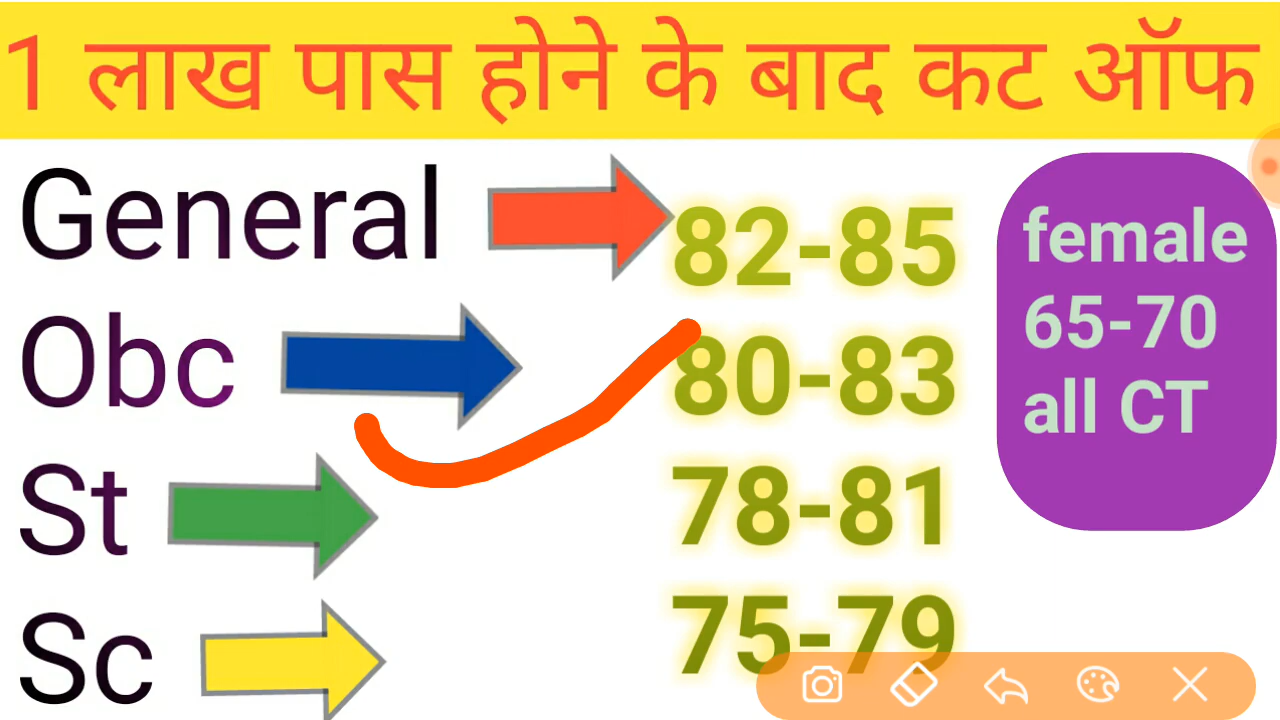 1 लाख पास होने के बाद कट ऑफ
General 82-85
Obc 80-83
St 78-81
Sc 75-79
female
65-70
all CT